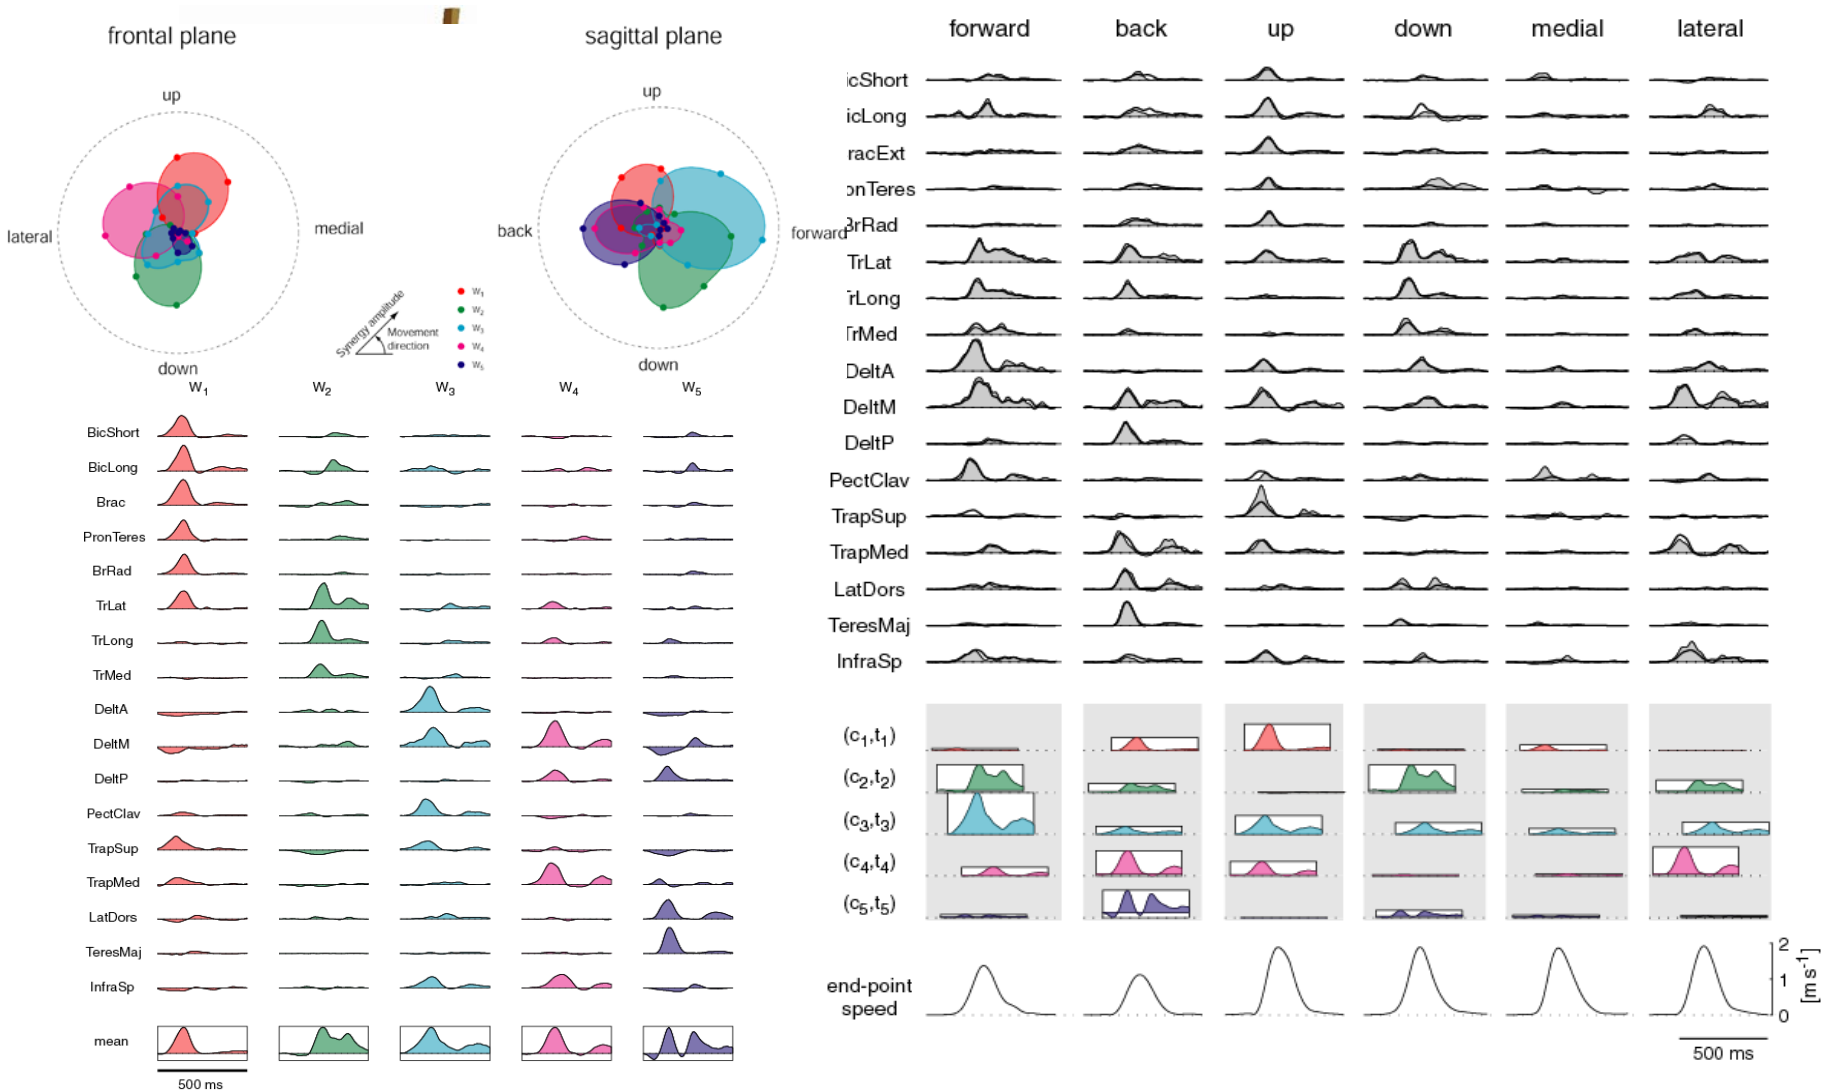 frontal plane
sagittal plane
up
lateral
medial
down
up
back
forward
down
Synergy amplitude
Movement
direction
w1
w2
w3
w4
w5
w1 w2 w3 w4 w5
BicShort
BicLong
Brac
PronTeres
BrRad
TrLat
TrLong
TrMed
DeltA
DeltM
DeltP
PectClav
TrapSup
TrapMed
LatDors
TeresMaj
InfraSp
mean
500 ms
forward back up down medial lateral
icShort
icLong
racExt
onTeres
BrRad
TrLat
TrLong
TrMed
DeltA
DeltM
DeltP
PectClav
TrapSup
TrapMed
LatDors
TeresMaj
InfraSp
(c1,t1)
(c2,t2)
(c3,t3)
(c4,t4)
(c5,t5)
end-point
speed
2
1
0
[m s-1]
500 ms